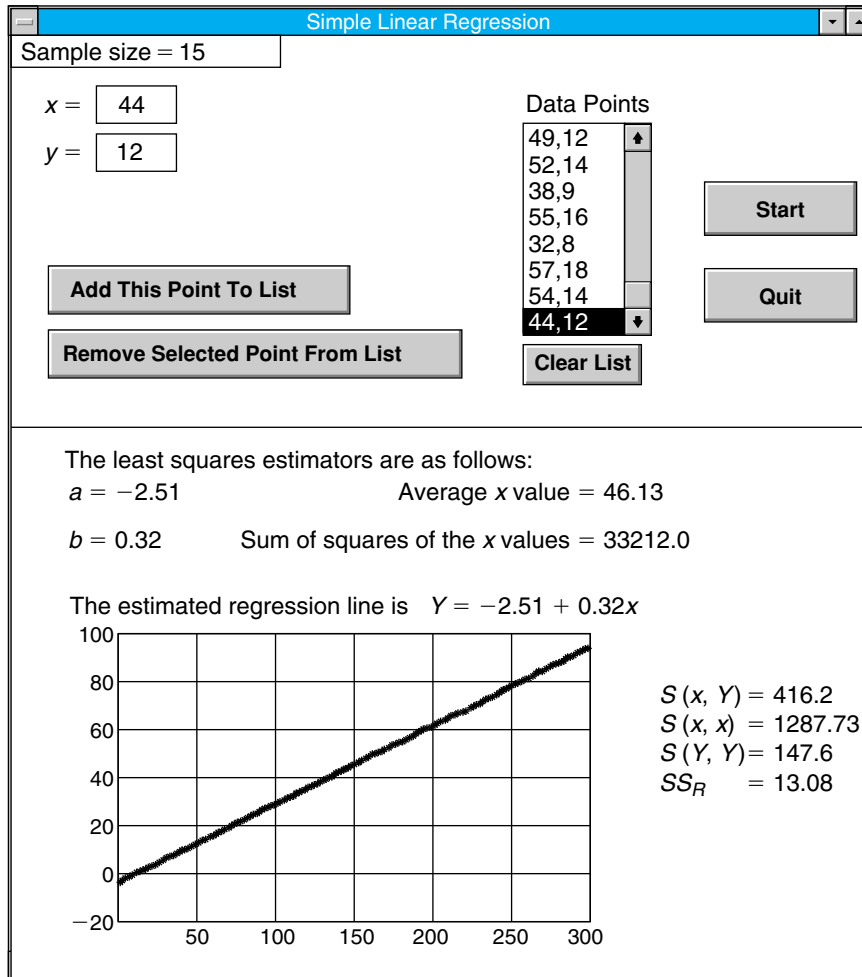 Simple Linear Regression
Sample size = 15
x = 44
y = 12
Data Points
49,12
52,14
38,9
55,16
32,8
57,18
54,14
44,12
Start
Quit
Add This Point To List
Remove Selected Point From List
Clear List
The least squares estimators are as follows:
a = −2.51 Average x value = 46.13
b = 0.32 Sum of squares of the x values = 33212.0
The estimated regression line is Y = −2.51 + 0.32x
100
80
60
40
20
0
−20
50 100 150 200 250 300
S (x, Y) = 416.2
S (x, x) = 1287.73
S (Y, Y) = 147.6
SS_R = 13.08